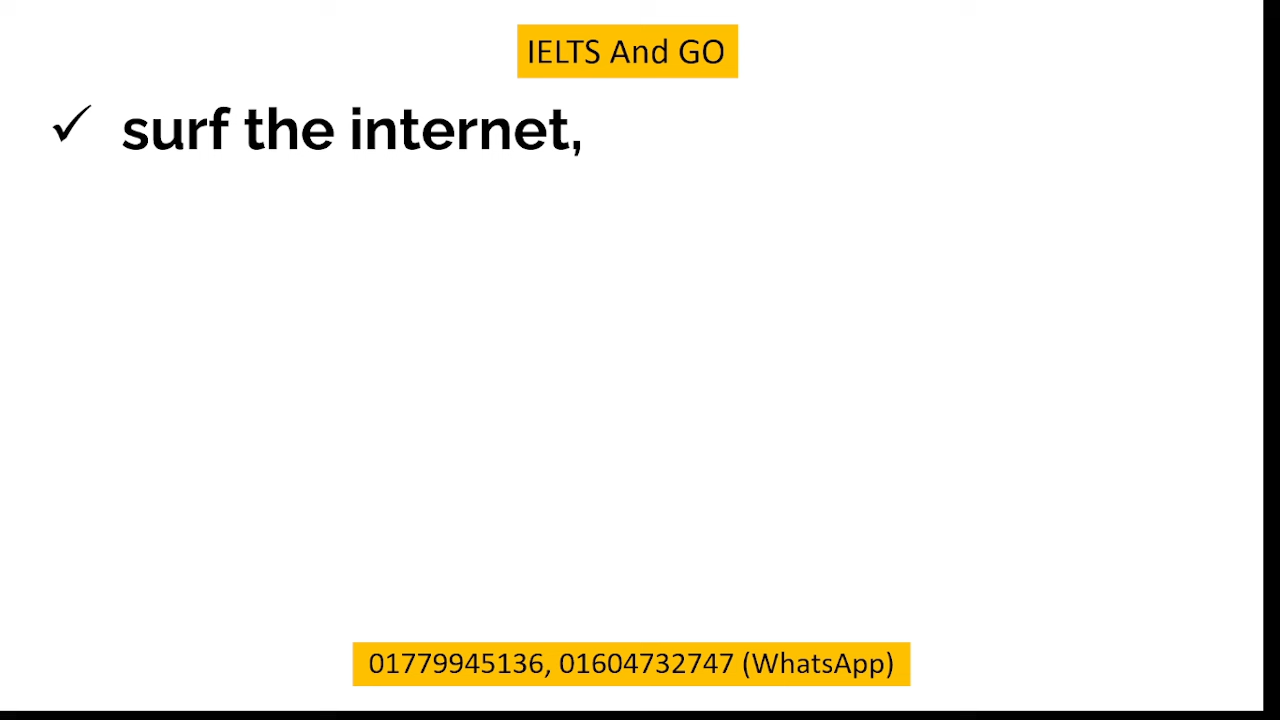 IELTS And GO
✓ surf the internet,
01779945136, 01604732747 (WhatsApp)